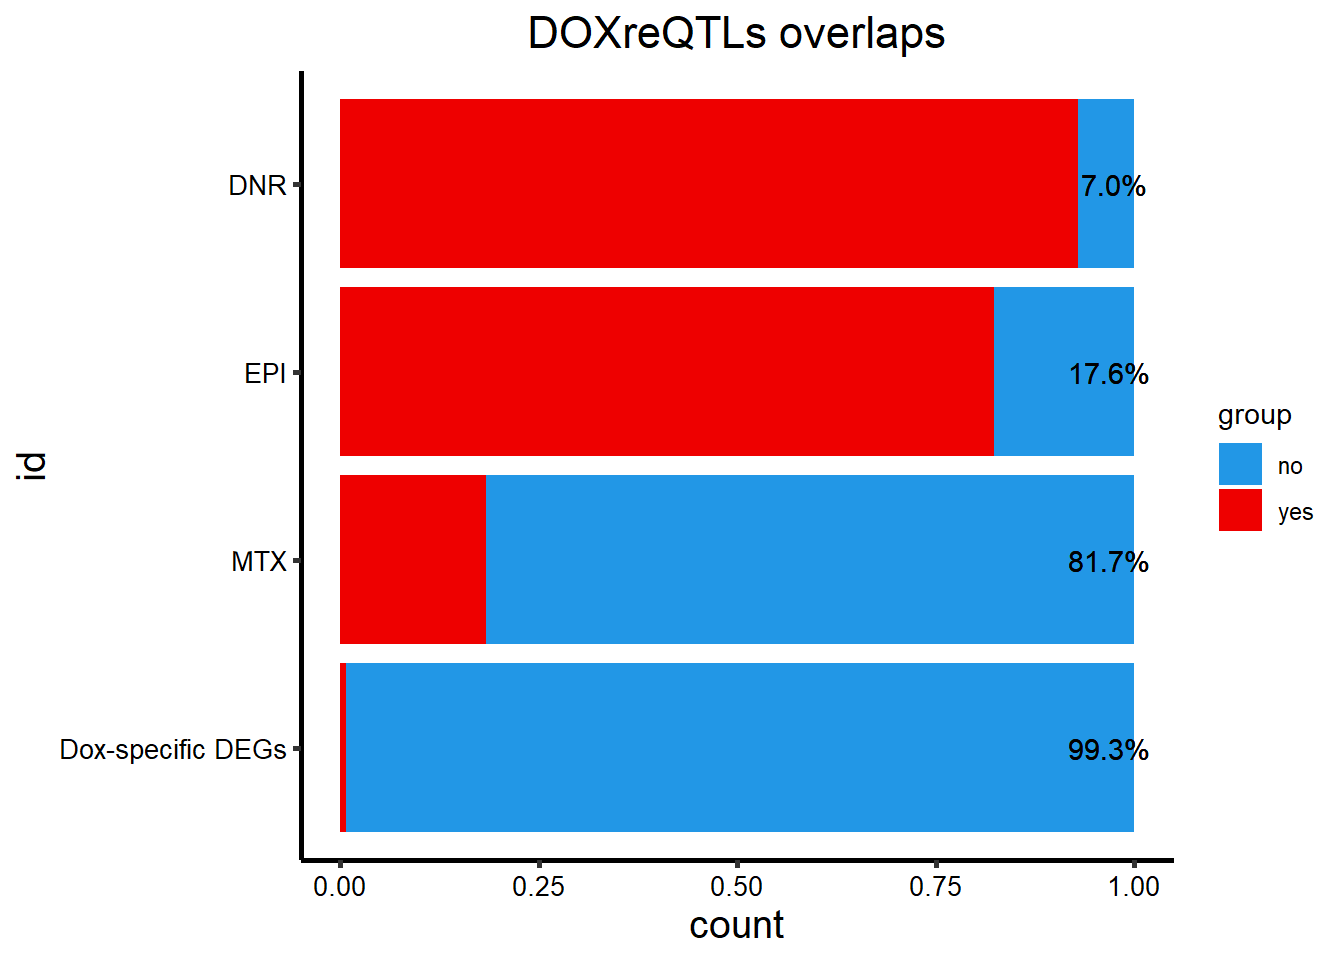 DOXreQTLs overlaps
DNR
7.0%
EPI
17.6%
MTX
81.7%
Dox-specific DEGs
99.3%
id
0.00 0.25 0.50 0.75 1.00
count
group
no
yes